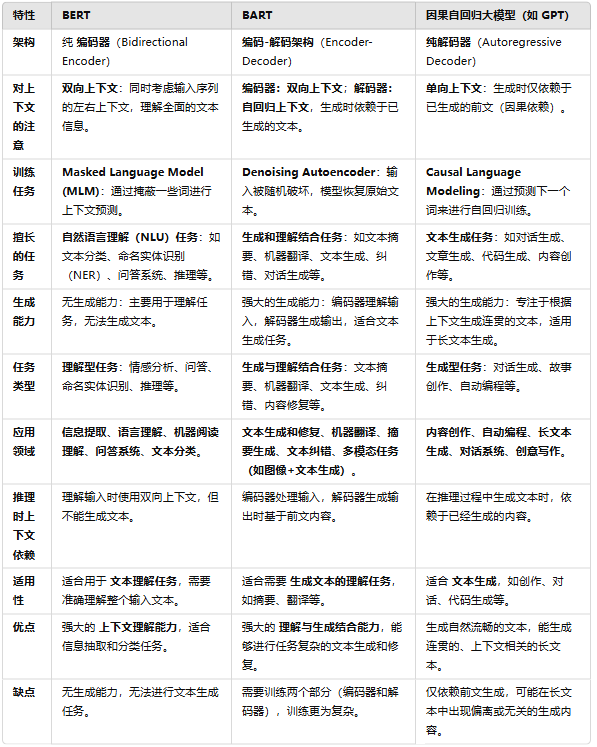 特性 BERT BART 因果自回归大模型（如 GPT）
架构
纯 编码器（Bidirectional
Encoder）
编码-解码架构（Encoder-
Decoder）
纯解码器（Autoregressive
Decoder）
对上
下文
的注
意
双向上下文：同时考虑输入序列
的左右上下文，理解全面的文本
信息。
编码器：双向上下文；解码器：
自回归上下文，生成时依赖于已
生成的文本。
单向上下文：生成时仅依赖于
已生成的前文（因果依赖）。
训练
任务
Masked Language Model
(MLM)：通过掩蔽一些词进行
上下文预测。
Denoising Autoencoder：输
入被随机破坏，模型恢复原始文
本。
Causal Language
Modeling：通过预测下一个
词来进行自回归训练。
擅长
的任
务
自然语言理解（NLU）任务：如
文本分类、命名实体识别
（NER）、问答系统、推理等。
生成和理解结合任务：如文本摘
要、机器翻译、文本生成、纠
错、对话生成等。
文本生成任务：如对话生成、
文章生成、代码生成、内容创
作等。
生成
能力
无生成能力：主要用于理解任
务，无法生成文本。
强大的生成能力：编码器理解输
入，解码器生成输出，适合文本
生成任务。
强大的生成能力：专注于根据
上下文生成连贯的文本，适用
于长文本生成。
任务
类型
理解型任务：情感分析、问答、
命名实体识别、推理等。
生成与理解结合任务：文本摘
要、机器翻译、文本生成、纠
错、内容修复等。
生成型任务：对话生成、故事
创作、自动编程等。
应用
领域
信息提取、语言理解、机器阅读
理解、问答系统、文本分类。
文本生成和修复、机器翻译、摘
要生成、文本纠错、多模态任务
（如图像+文本生成）。
内容创作、自动编程、长文本
生成、对话系统、创意写作。
推理
时上
下文
依赖
理解输入时使用双向上下文，但
不能生成文本。
编码器处理输入，解码器生成输
出时基于前文内容。
在推理过程中生成文本时，依
赖于已经生成的内容。
适用
性
适合用于 文本理解任务，需要
准确理解整个输入文本。
适合需要 生成文本的理解任务，
如摘要、翻译等。
适合 文本生成，如创作、对
话、代码生成等。
优点
强大的 上下文理解能力，适合
信息抽取和分类任务。
强大的 理解与生成结合能力，能
够进行任务复杂的文本生成和修
复。
生成自然流畅的文本，能生成
连贯的、上下文相关的长文
本。
缺点
无生成能力，无法进行文本生成
任务。
需要训练两个部分（编码器和解
码器），训练更为复杂。
仅依赖前文生成，可能在长文
本中出现偏离或无关的生成内
容。